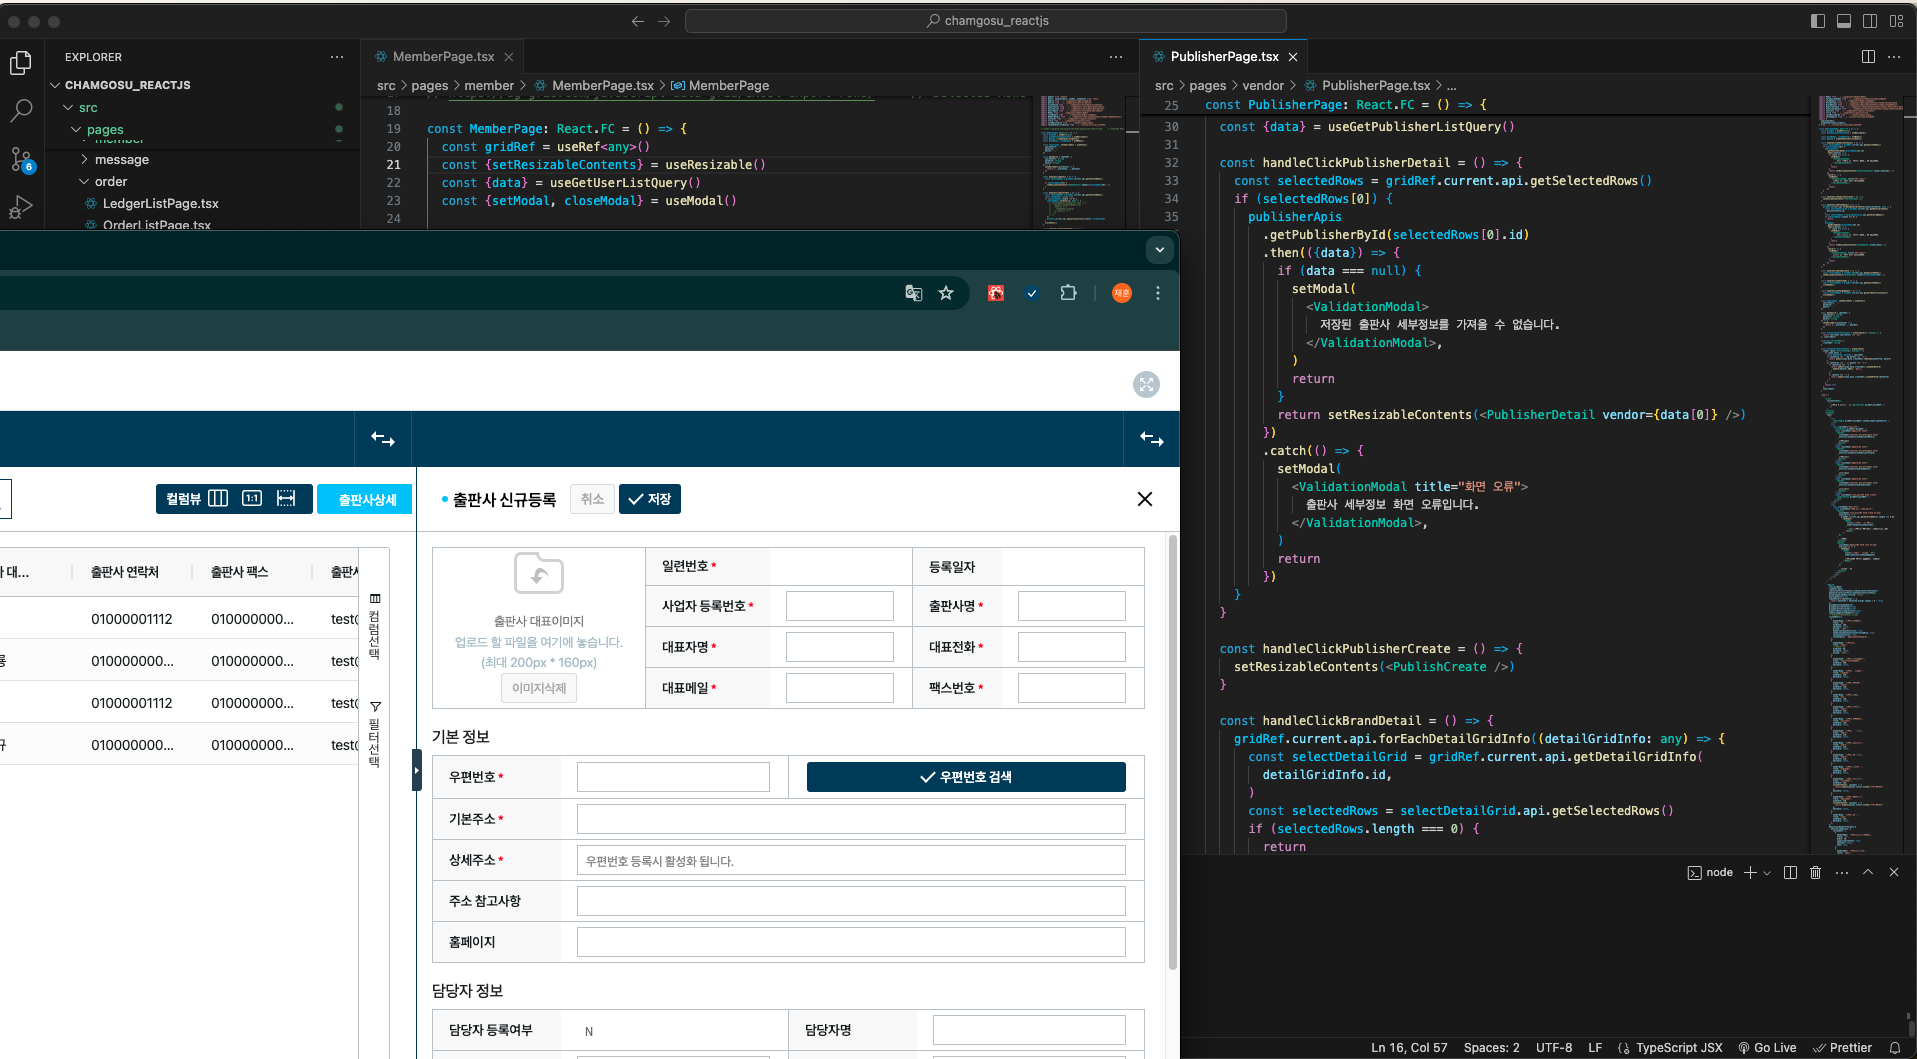 chamgosu_reactjs
EXPLORER
CHAMGOSU_REACTJS
src
pages
member
message
order
LedgerListPage.tsx
OrderListPage.tsx
6
MemberPage.tsx
src > pages > member > MemberPage.tsx > MemberPage
18
19 const MemberPage: React.FC = () => {
20 const gridRef = useRef<any>()
21 const {setResizableContents} = useResizable()
22 const {data} = useGetUserListQuery()
23 const {setModal, closeModal} = useModal()
24
PublisherPage.tsx
src > pages > vendor > PublisherPage.tsx > ...
25 const PublisherPage: React.FC = () => {
30 const {data} = useGetPublisherListQuery()
31
32 const handleClickPublisherDetail = () => {
33 const selectedRows = gridRef.current.api.getSelectedRows()
34 if (selectedRows[0]) {
35 publisherApis
.getPublisherById(selectedRows[0].id)
.then(({data}) => {
if (data === null) {
setModal(
<ValidationModal>
저장된 출판사 세부정보를 가져올 수 없습니다.
</ValidationModal>,
)
return
}
return setResizableContents(<PublisherDetail vendor={data[0]} />)
})
.catch(() => {
setModal(
<ValidationModal title="화면 오류">
출판사 세부정보 화면 오류입니다.
</ValidationModal>,
)
return
})
}
}
const handleClickPublisherCreate = () => {
setResizableContents(<PublishCreate />)
}
const handleClickBrandDetail = () => {
gridRef.current.api.forEachDetailGridInfo((detailGridInfo: any) => {
const selectDetailGrid = gridRef.current.api.getDetailGridInfo(
detailGridInfo.id,
)
const selectedRows = selectDetailGrid.api.getSelectedRows()
if (selectedRows.length === 0) {
return
node
Ln 16, Col 57 Spaces: 2 UTF-8 LF {} TypeScript JSX Go Live Prettier
재훈
컬럼뷰 1:1 출판사상세
대... 출판사 연락처 출판사 팩스
01000001112 010000000...
010000000... 010000000...
01000001112 010000000...
010000000... 010000000...
컬럼선택
필터선택
출판사 신규등록 취소 저장
출판사 대표이미지
업로드 할 파일을 여기에 놓습니다.
(최대 200px * 160px)
이미지삭제
일련번호* 등록일자
사업자 등록번호* 출판사명*
대표자명* 대표전화*
대표메일* 팩스번호*
기본 정보
우편번호* 우편번호 검색
기본주소*
상세주소* 우편번호 등록시 활성화 됩니다.
주소 참고사항
홈페이지
담당자 정보
담당자 등록여부 N 담당자명